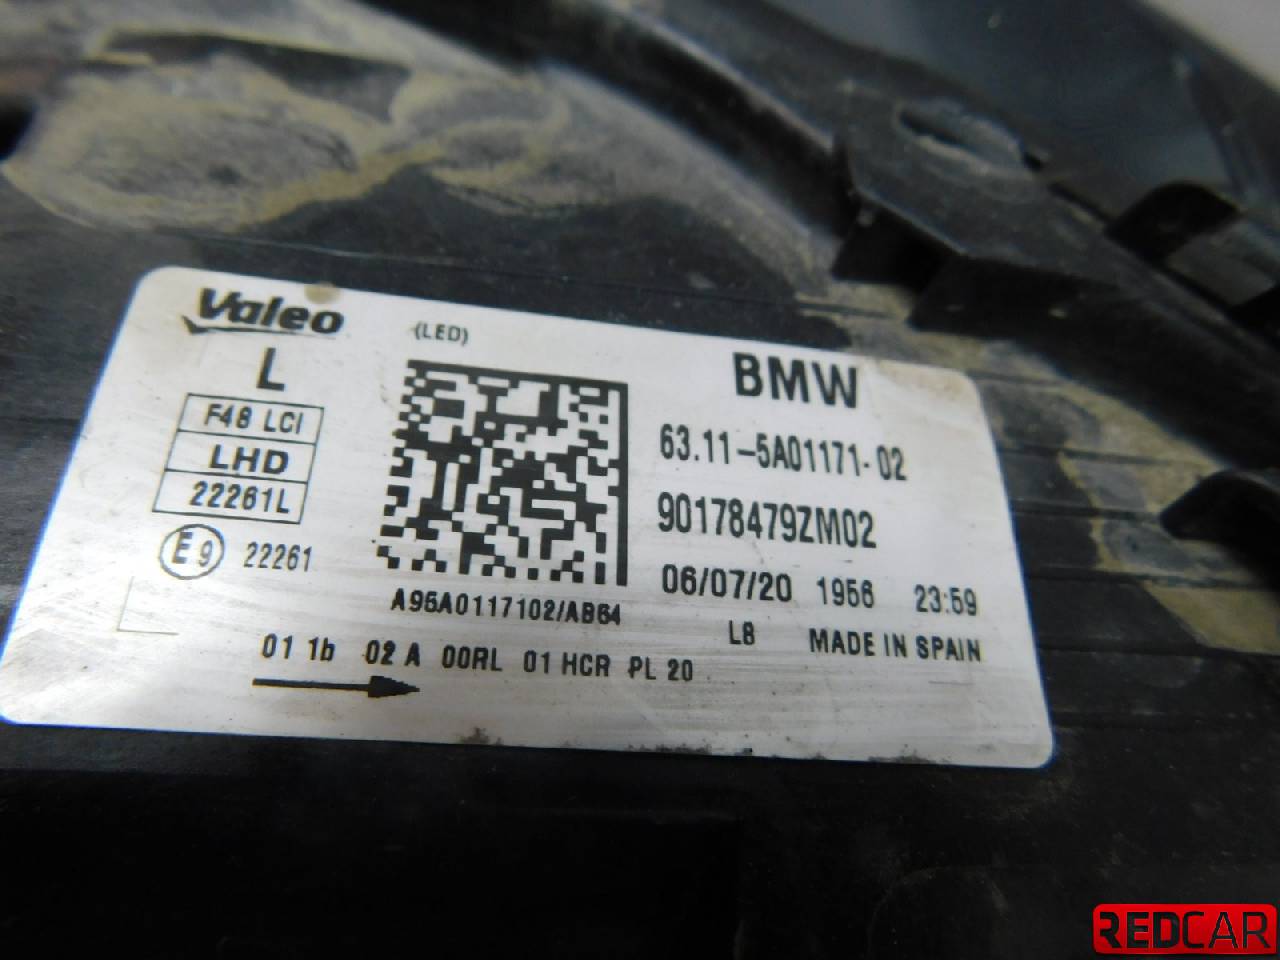 Valeo
(LED)
BMW
L
F48 LCI
LHD
22261L
E9 22261
63.11-5A01171-02
90178479ZM02
06/07/20 1956 23:59
A95A0117102/AB64
L8 MADE IN SPAIN
01 1b 02 A 00RL 01 HCR PL 20
REDCAR